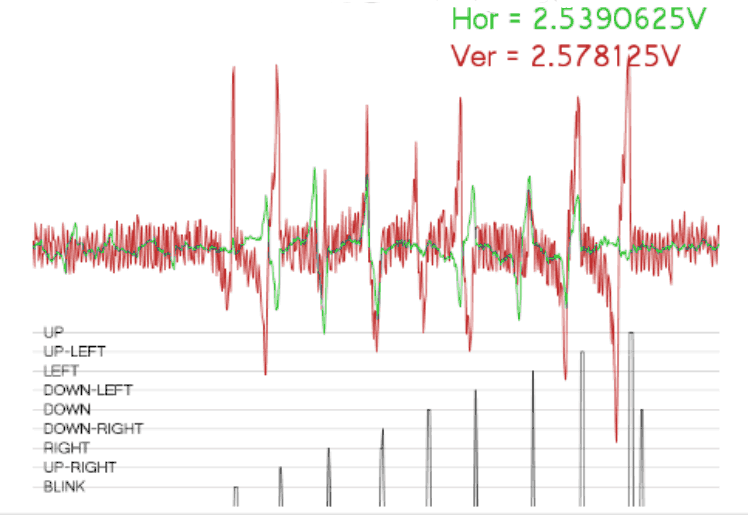 Hor = 2.5390625V
Ver = 2.578125V
UP
UP-LEFT
LEFT
DOWN-LEFT
DOWN
DOWN-RIGHT
RIGHT
UP-RIGHT
BLINK